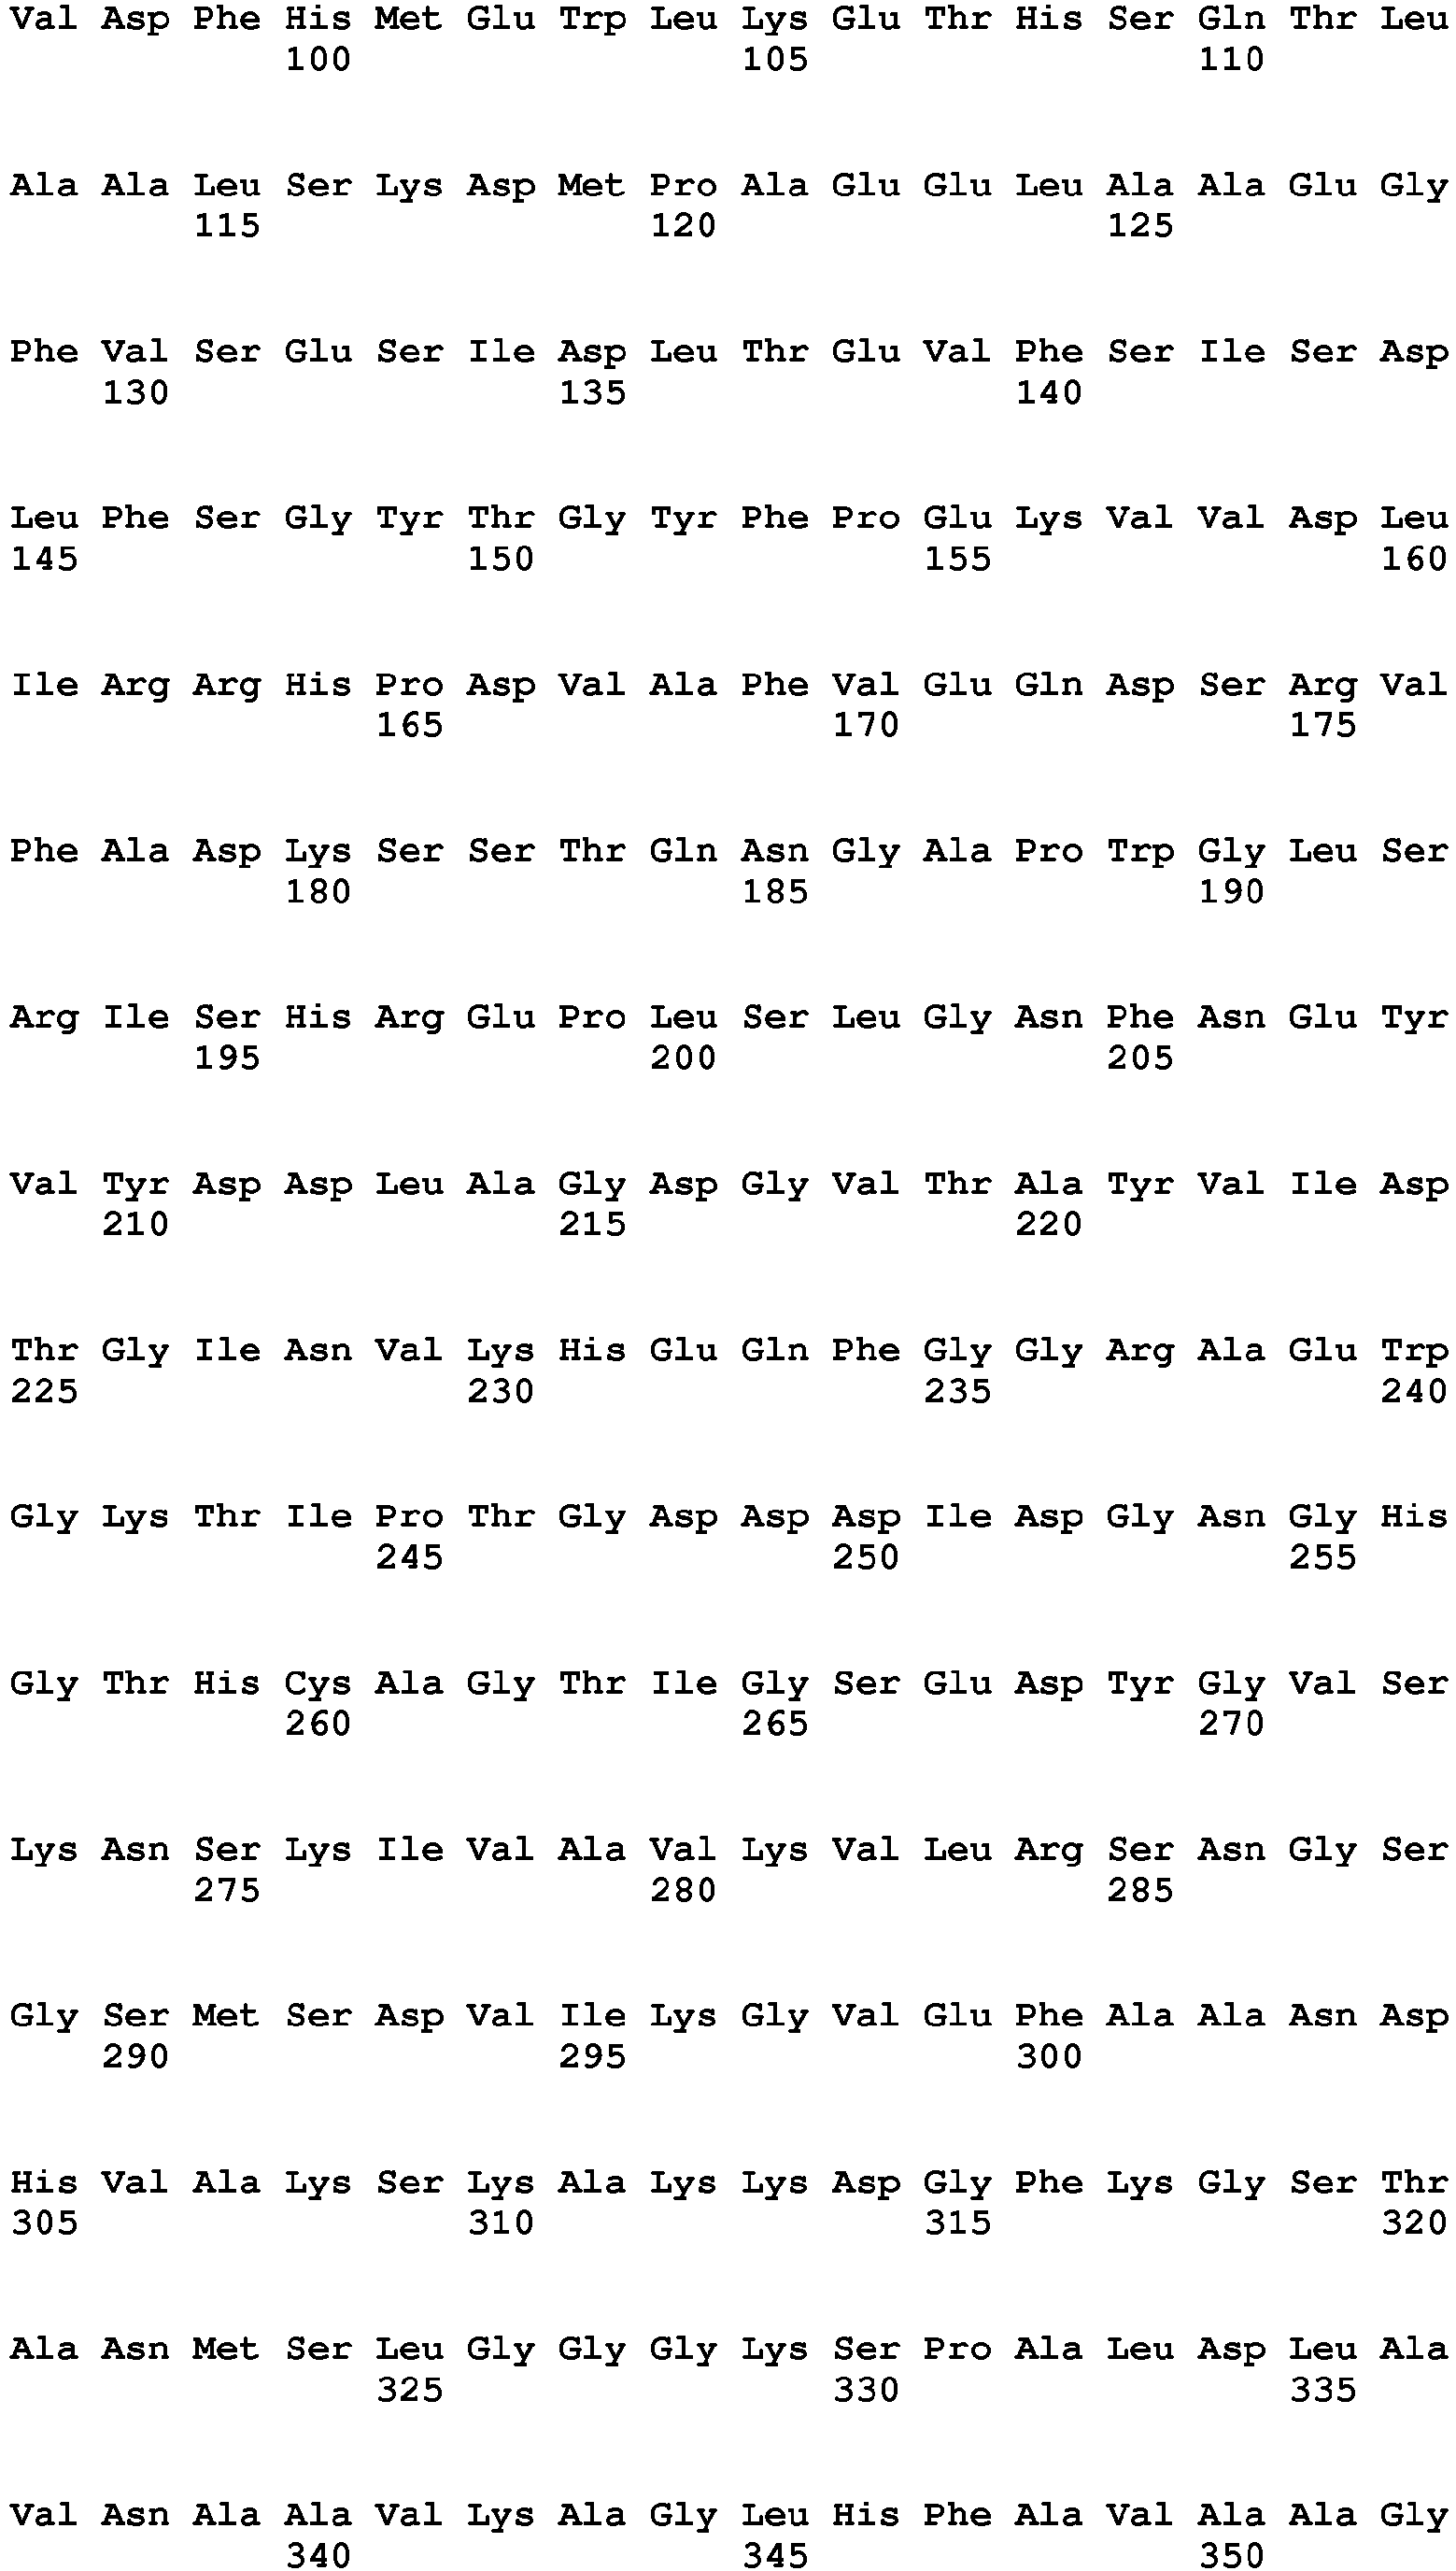 Val Asp Phe His Met Glu Trp Leu Lys Glu Thr His Ser Gln Thr Leu
100 105 110
Ala Ala Leu Ser Lys Asp Met Pro Ala Glu Glu Leu Ala Ala Glu Gly
115 120 125
Phe Val Ser Glu Ser Ile Asp Leu Thr Glu Val Phe Ser Ile Ser Asp
130 135 140
Leu Phe Ser Gly Tyr Thr Gly Tyr Phe Pro Glu Lys Val Val Asp Leu
145 150 155 160
Ile Arg Arg His Pro Asp Val Ala Phe Val Glu Gln Asp Ser Arg Val
165 170 175
Phe Ala Asp Lys Ser Ser Thr Gln Asn Gly Ala Pro Trp Gly Leu Ser
180 185 190
Arg Ile Ser His Arg Glu Pro Leu Ser Leu Gly Asn Phe Asn Glu Tyr
195 200 205
Val Tyr Asp Asp Leu Ala Gly Asp Gly Val Thr Ala Tyr Val Ile Asp
210 215 220
Thr Gly Ile Asn Val Lys His Glu Gln Phe Gly Gly Arg Ala Glu Trp
225 230 235 240
Gly Lys Thr Ile Pro Thr Gly Asp Asp Asp Ile Asp Gly Asn Gly His
245 250 255
Gly Thr His Cys Ala Gly Thr Ile Gly Ser Glu Asp Tyr Gly Val Ser
260 265 270
Lys Asn Ser Lys Ile Val Ala Val Lys Val Leu Arg Ser Asn Gly Ser
275 280 285
Gly Ser Met Ser Asp Val Ile Lys Gly Val Glu Phe Ala Ala Asn Asp
290 295 300
His Val Ala Lys Ser Lys Ala Lys Lys Asp Gly Phe Lys Gly Ser Thr
305 310 315 320
Ala Asn Met Ser Leu Gly Gly Gly Lys Ser Pro Ala Leu Asp Leu Ala
325 330 335
Val Asn Ala Ala Val Lys Ala Gly Leu His Phe Ala Val Ala Ala Gly
340 345 350